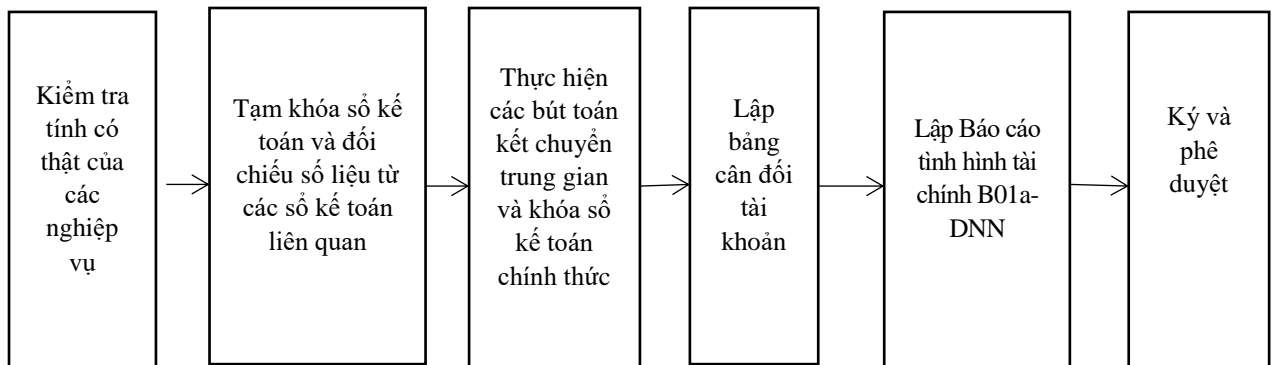 Kiểm tra
tính có
thật của
các
nghiệp
vụ
Tạm khóa sổ kế
toán và đối
chiếu số liệu từ
các sổ kế toán
liên quan
Thực hiện
các bút toán
kết chuyển
trung gian
và khóa sổ
kế toán
chính thức
Lập
bảng
cân đối
tài
khoản
Lập Báo cáo
tình hình tài
chính B01a-
DNN
Ký và
phê
duyệt